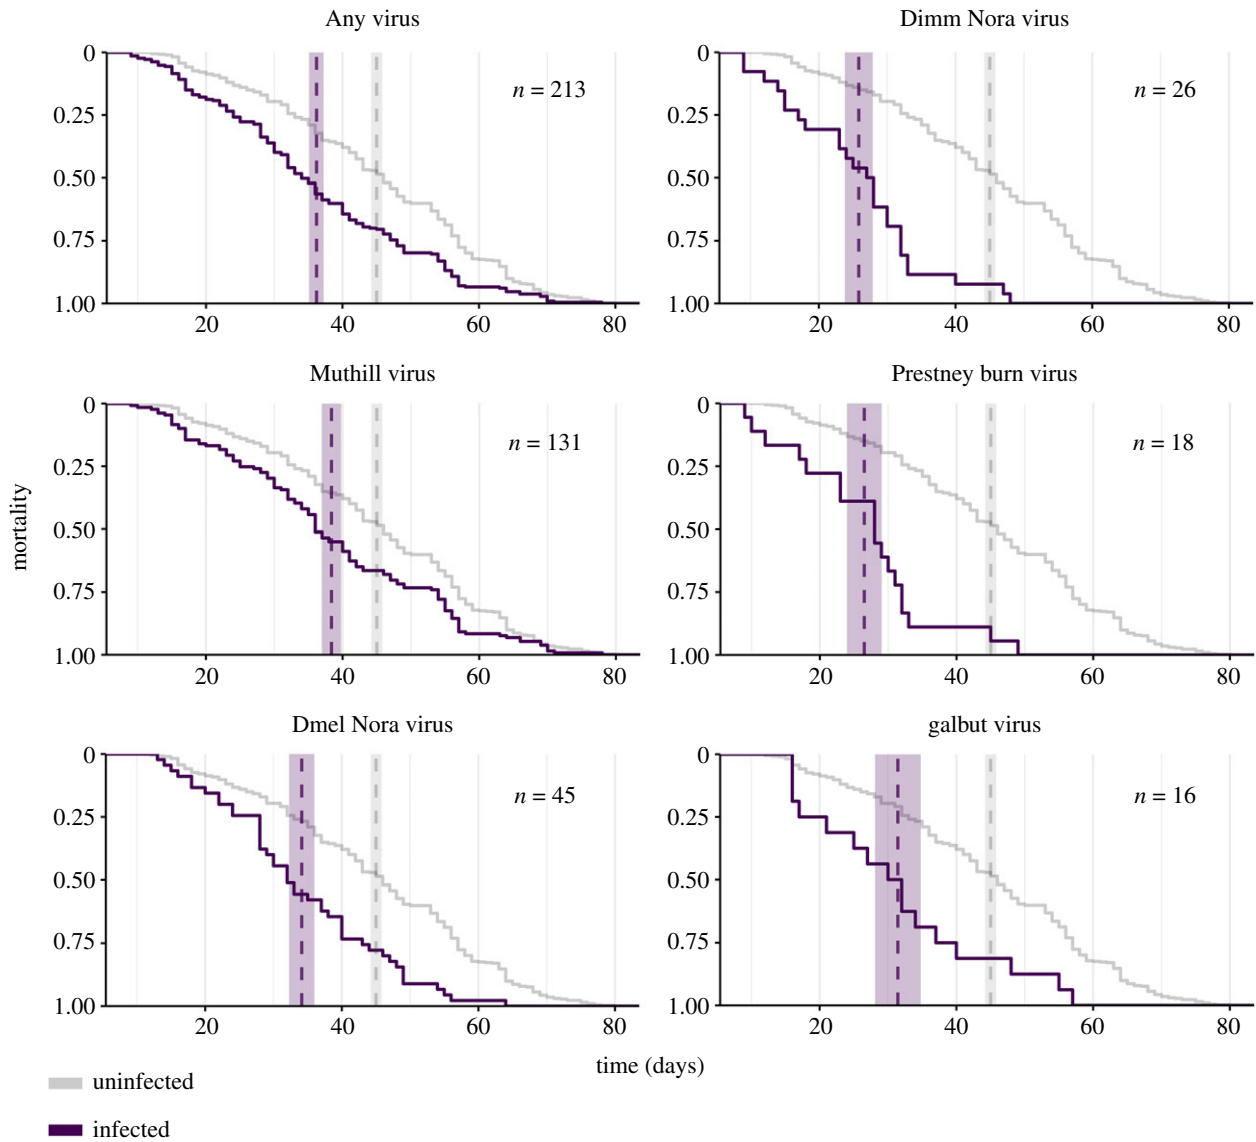 Any virus
n = 213
0
0.25
0.50
0.75
1.00
20 40 60 80
Dimm Nora virus
n = 26
0
0.25
0.50
0.75
1.00
20 40 60 80
Muthill virus
n = 131
0
0.25
0.50
0.75
1.00
20 40 60 80
Prestney burn virus
n = 18
0
0.25
0.50
0.75
1.00
20 40 60 80
Dmel Nora virus
n = 45
0
0.25
0.50
0.75
1.00
20 40 60 80
galbut virus
n = 16
0
0.25
0.50
0.75
1.00
20 40 60 80
mortality
time (days)
uninfected
infected